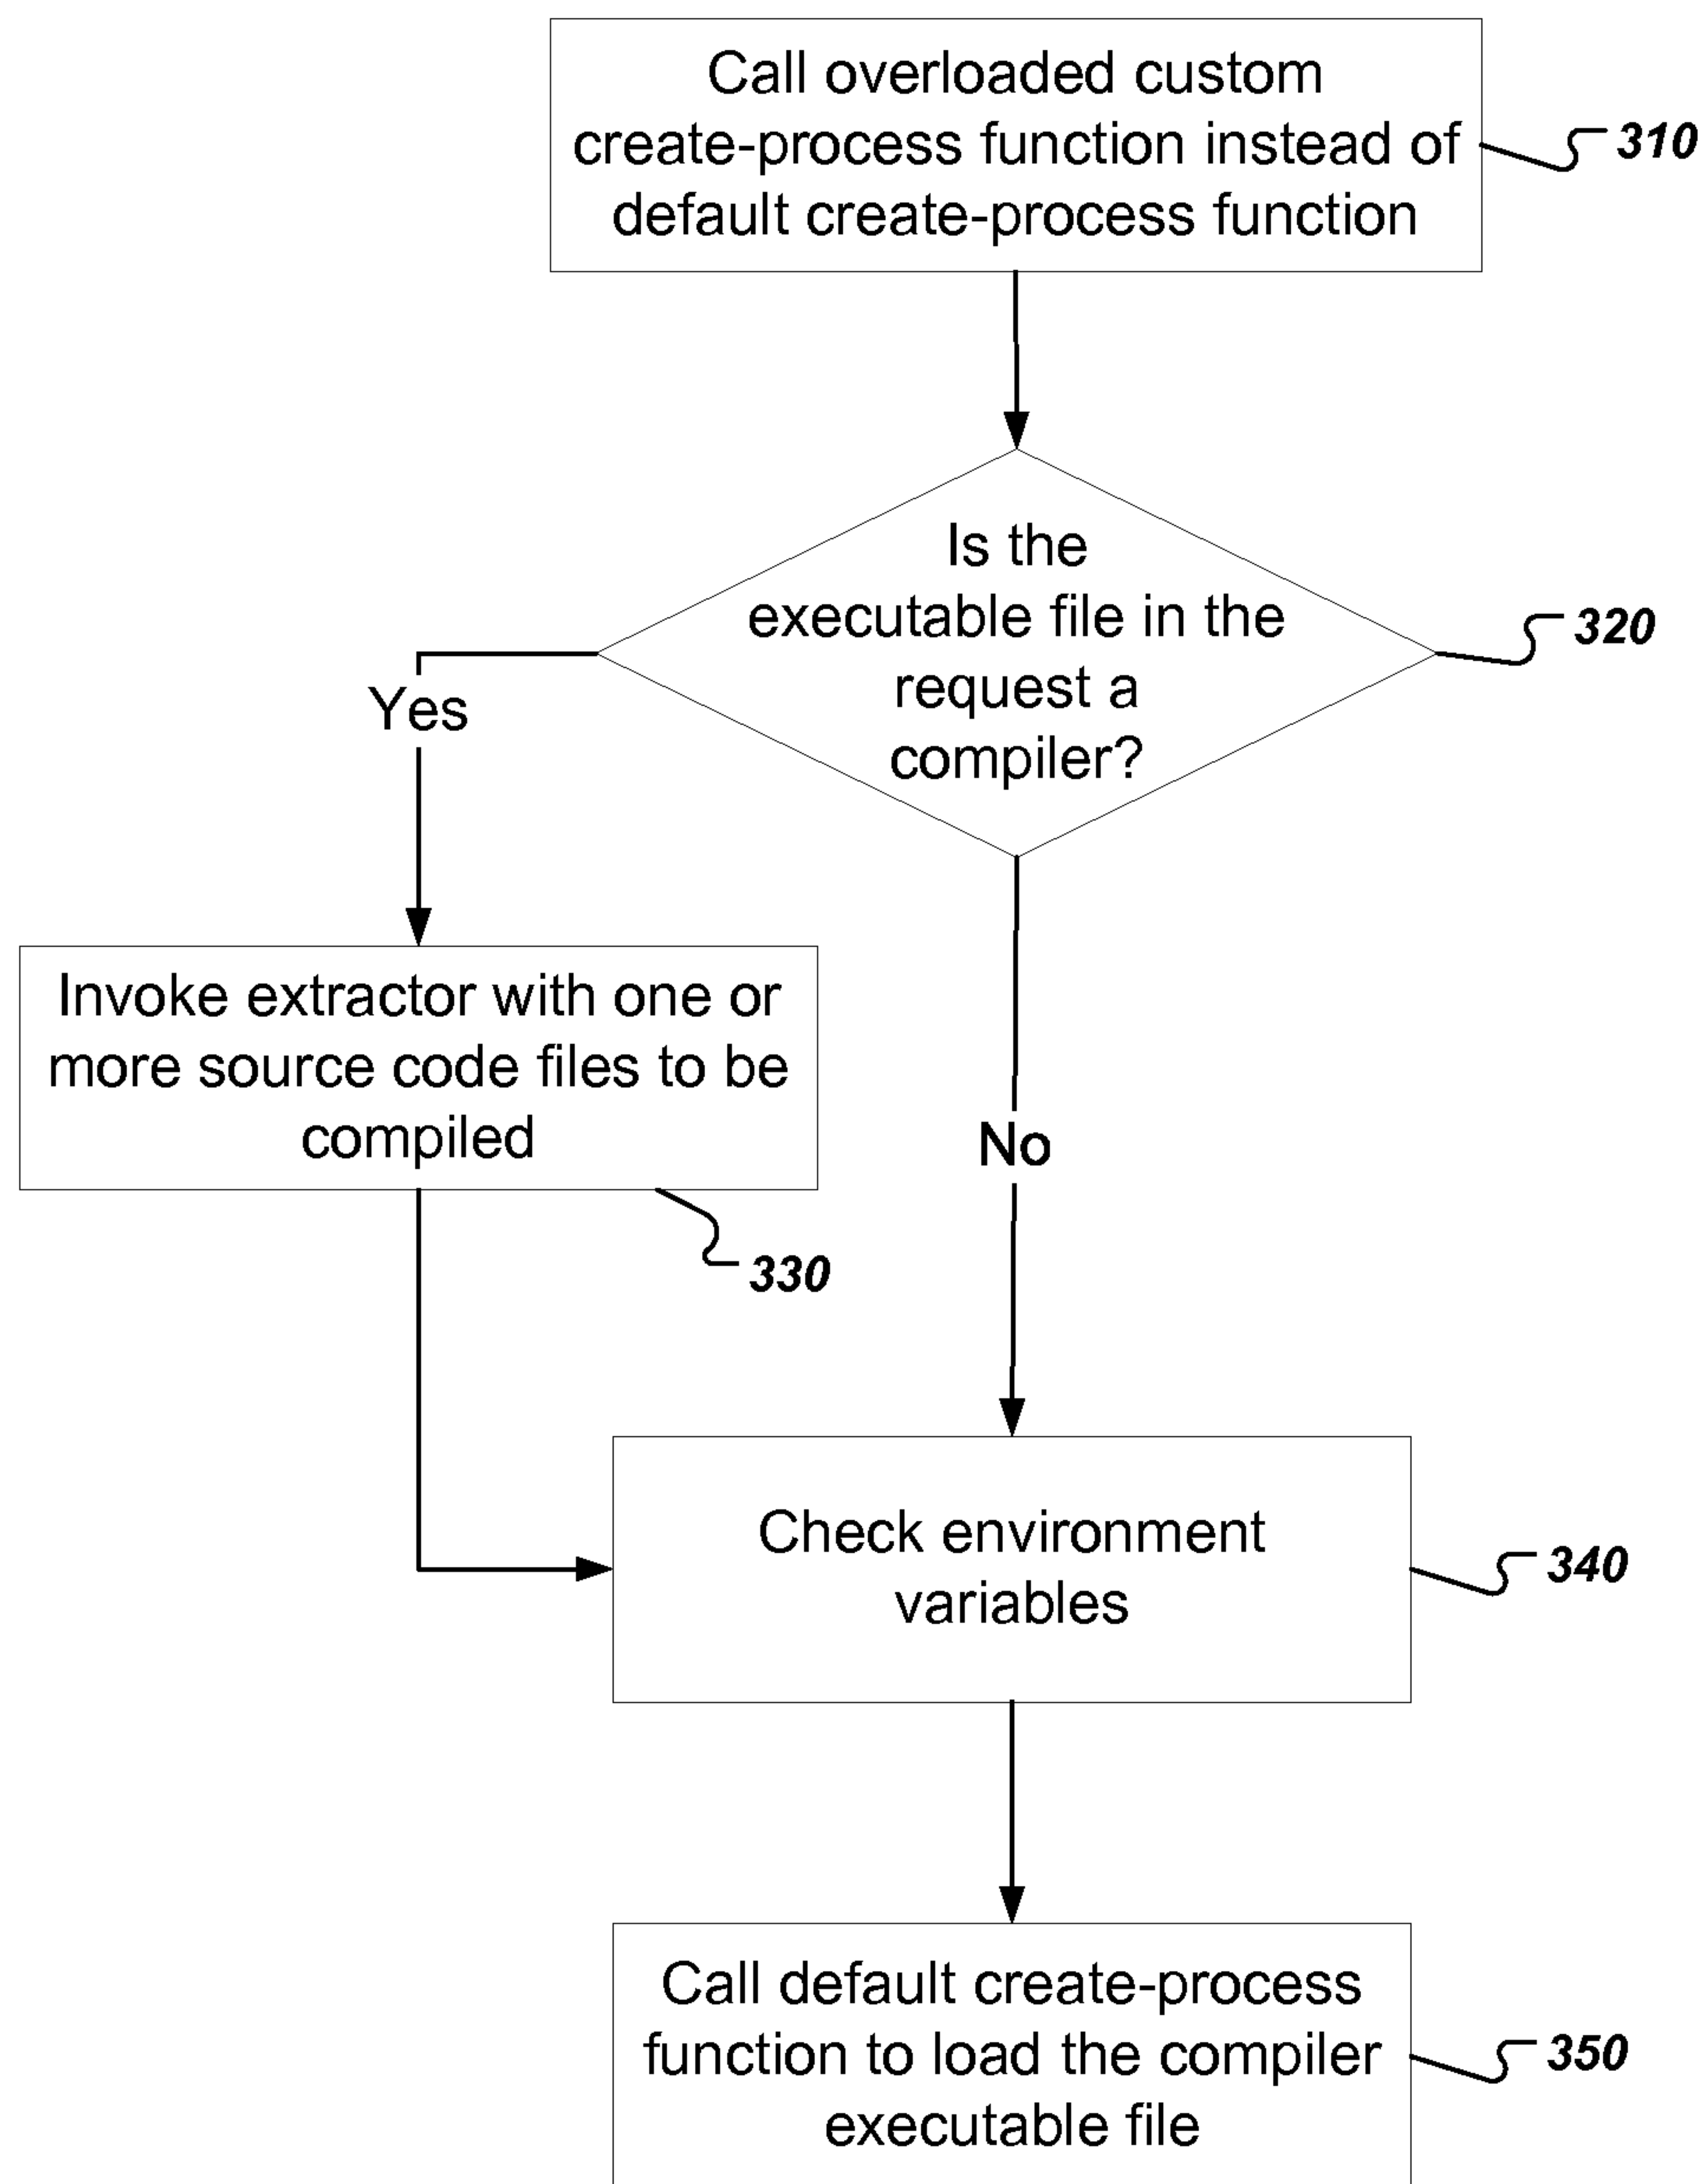 Call overloaded custom
create-process function instead of
default create-process function
310
Is the
executable file in the
request a
compiler?
320
Yes
Invoke extractor with one or
more source code files to be
compiled
330
No
Check environment
variables
340
Call default create-process
function to load the compiler
executable file
350